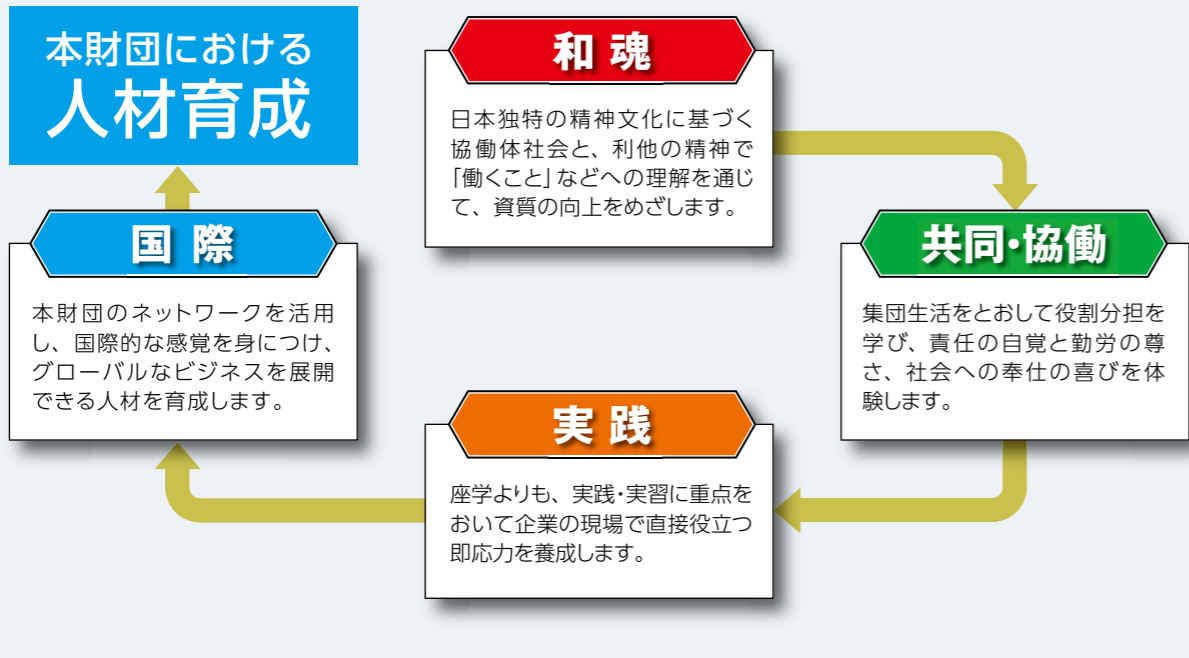 本財団における
人材育成
和魂
日本独特の精神文化に基づく
協働体社会と、利他の精神で
「働くこと」などへの理解を通じ
て、資質の向上をめざします。
共同・協働
集団生活をとおして役割分担を
学び、責任の自覚と勤労の尊
さ、社会への奉仕の喜びを体
験します。
実践
座学よりも、実践・実習に重点を
おいて企業の現場で直接役立つ
即応力を養成します。
国際
本財団のネットワークを活用
し、国際的な感覚を身につけ、
グローバルなビジネスを展開
できる人材を育成します。